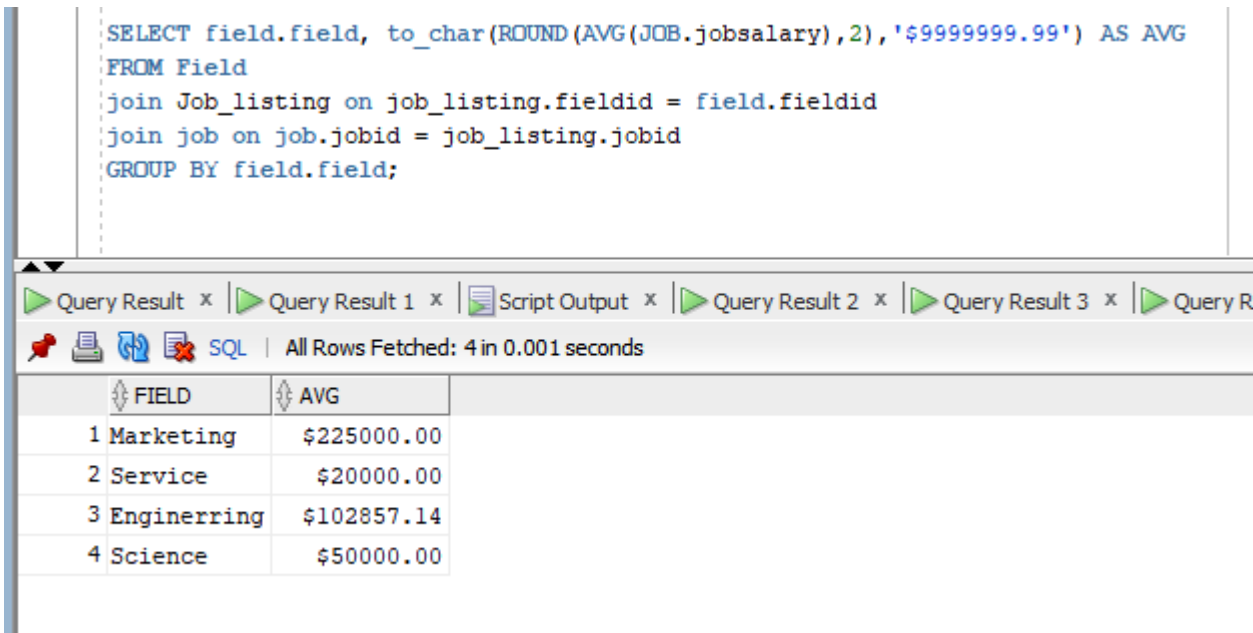 SELECT field.field, to_char(ROUND(AVG(JOB.jobsalary),2),'$9999999.99') AS AVG
FROM Field
join Job_listing on job_listing.fieldid = field.fieldid
join job on job.jobid = job_listing.jobid
GROUP BY field.field;
Query Result x Query Result 1 x Script Output x Query Result 2 x Query Result 3 x Query R
SQL | All Rows Fetched: 4 in 0.001 seconds
FIELD AVG
1 Marketing $225000.00
2 Service $20000.00
3 Enginerring $102857.14
4 Science $50000.00